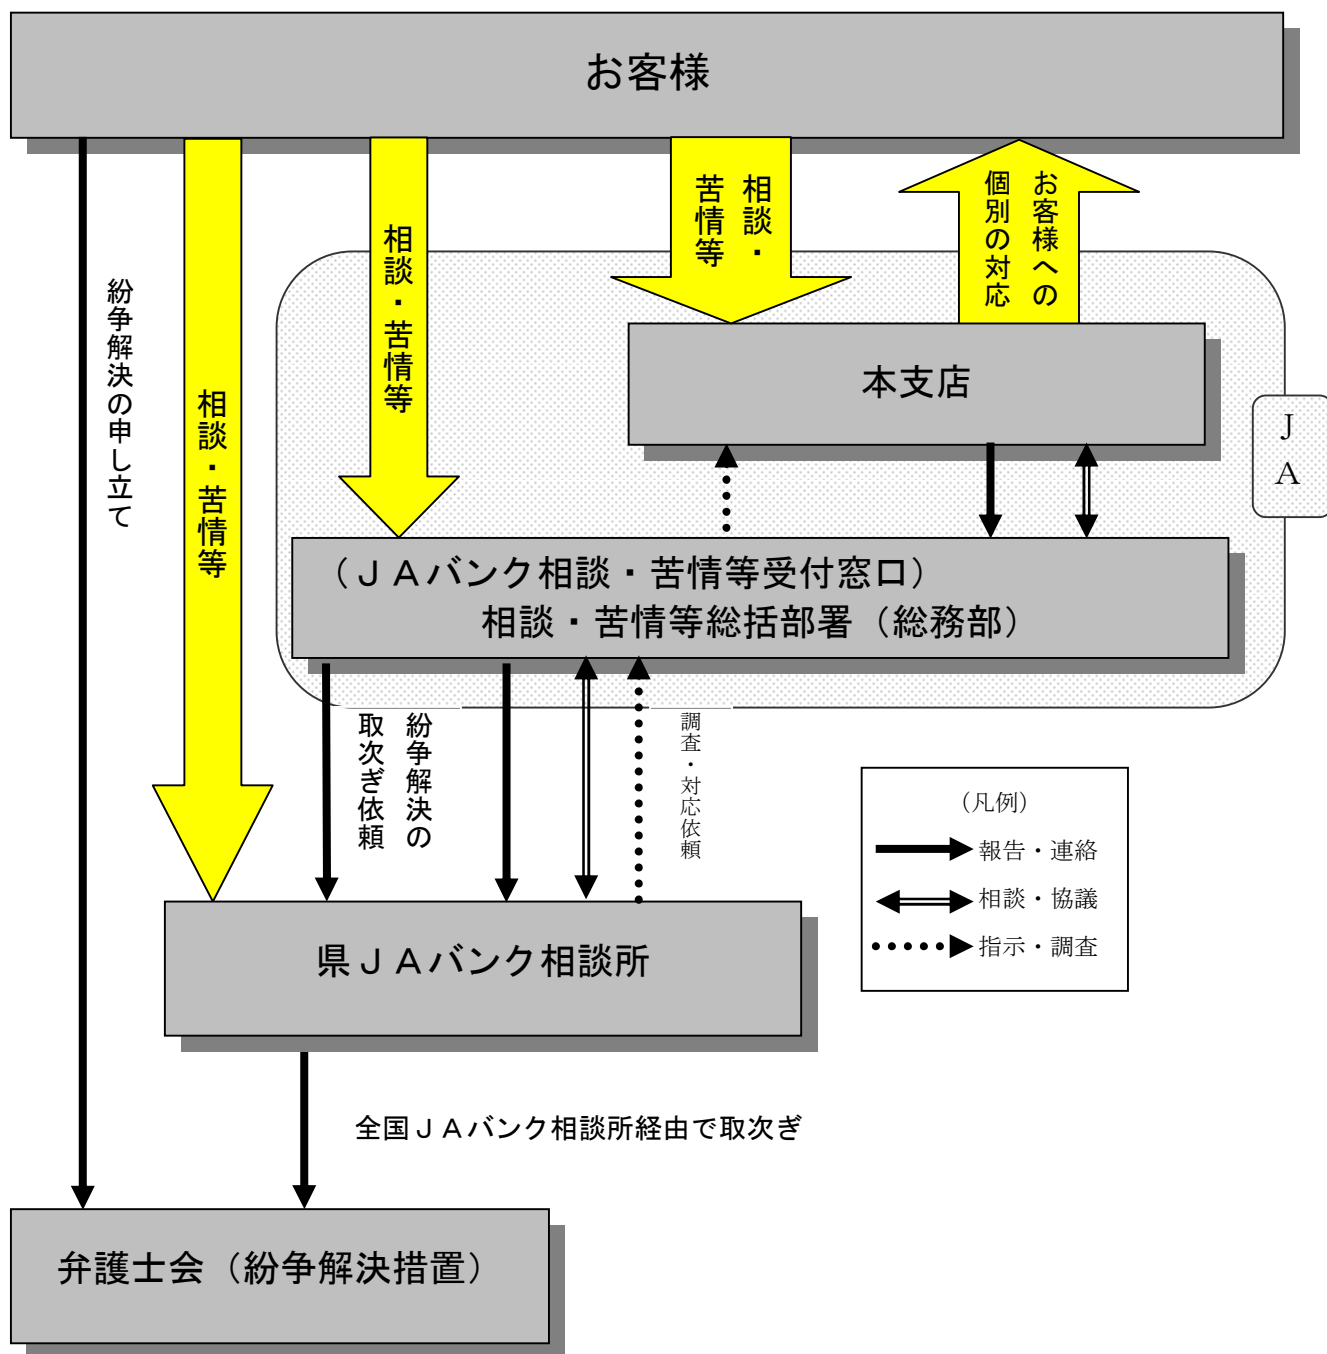 お客様
紛争解決の申し立て
相談・苦情等
相談・苦情等
相談・
苦情等
お客様への
個別の対応
本支店
ＪＡ
（ＪＡバンク相談・苦情等受付窓口）
相談・苦情等総括部署（総務部）
紛争解決の
取次ぎ依頼
調査・対応依頼
（凡例）
報告・連絡
相談・協議
指示・調査
県ＪＡバンク相談所
全国ＪＡバンク相談所経由で取次ぎ
弁護士会（紛争解決措置）